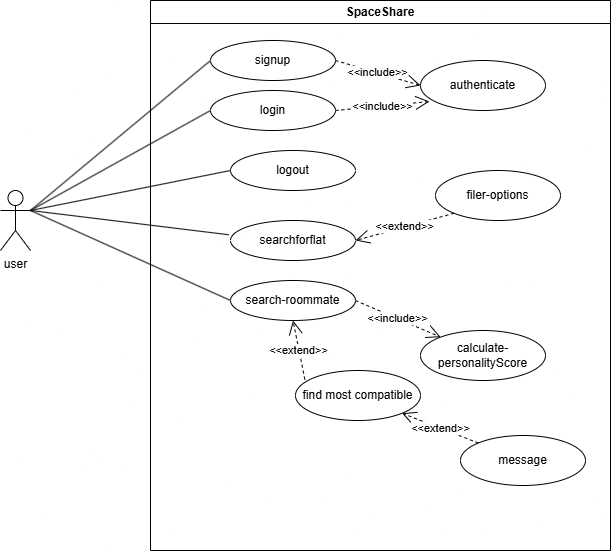 SpaceShare
signup
<<include>>
authenticate
login
<<include>>
logout
filer-options
<<extend>>
searchforflat
user
search-roommate
<<include>>
calculate-
personalityScore
<<extend>>
find most compatible
<<extend>>
message